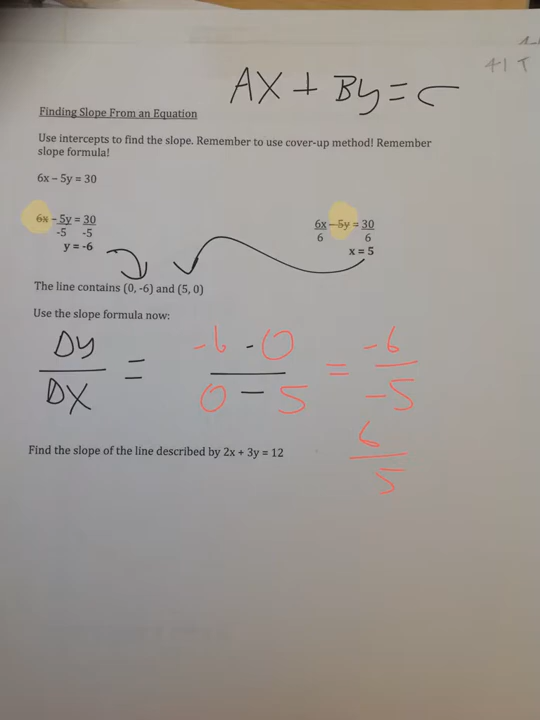 AX + By = C
Finding Slope From an Equation
Use intercepts to find the slope. Remember to use cover-up method! Remember
slope formula!
6x – 5y = 30
6x – 5y = 30
-5 -5
y = -6
6x – 5y = 30
6 6
x = 5
The line contains (0, -6) and (5, 0)
Use the slope formula now:
Dy / DX = -6 - 0 / 0 - 5 = -6 / -5
6 / 5
Find the slope of the line described by 2x + 3y = 12